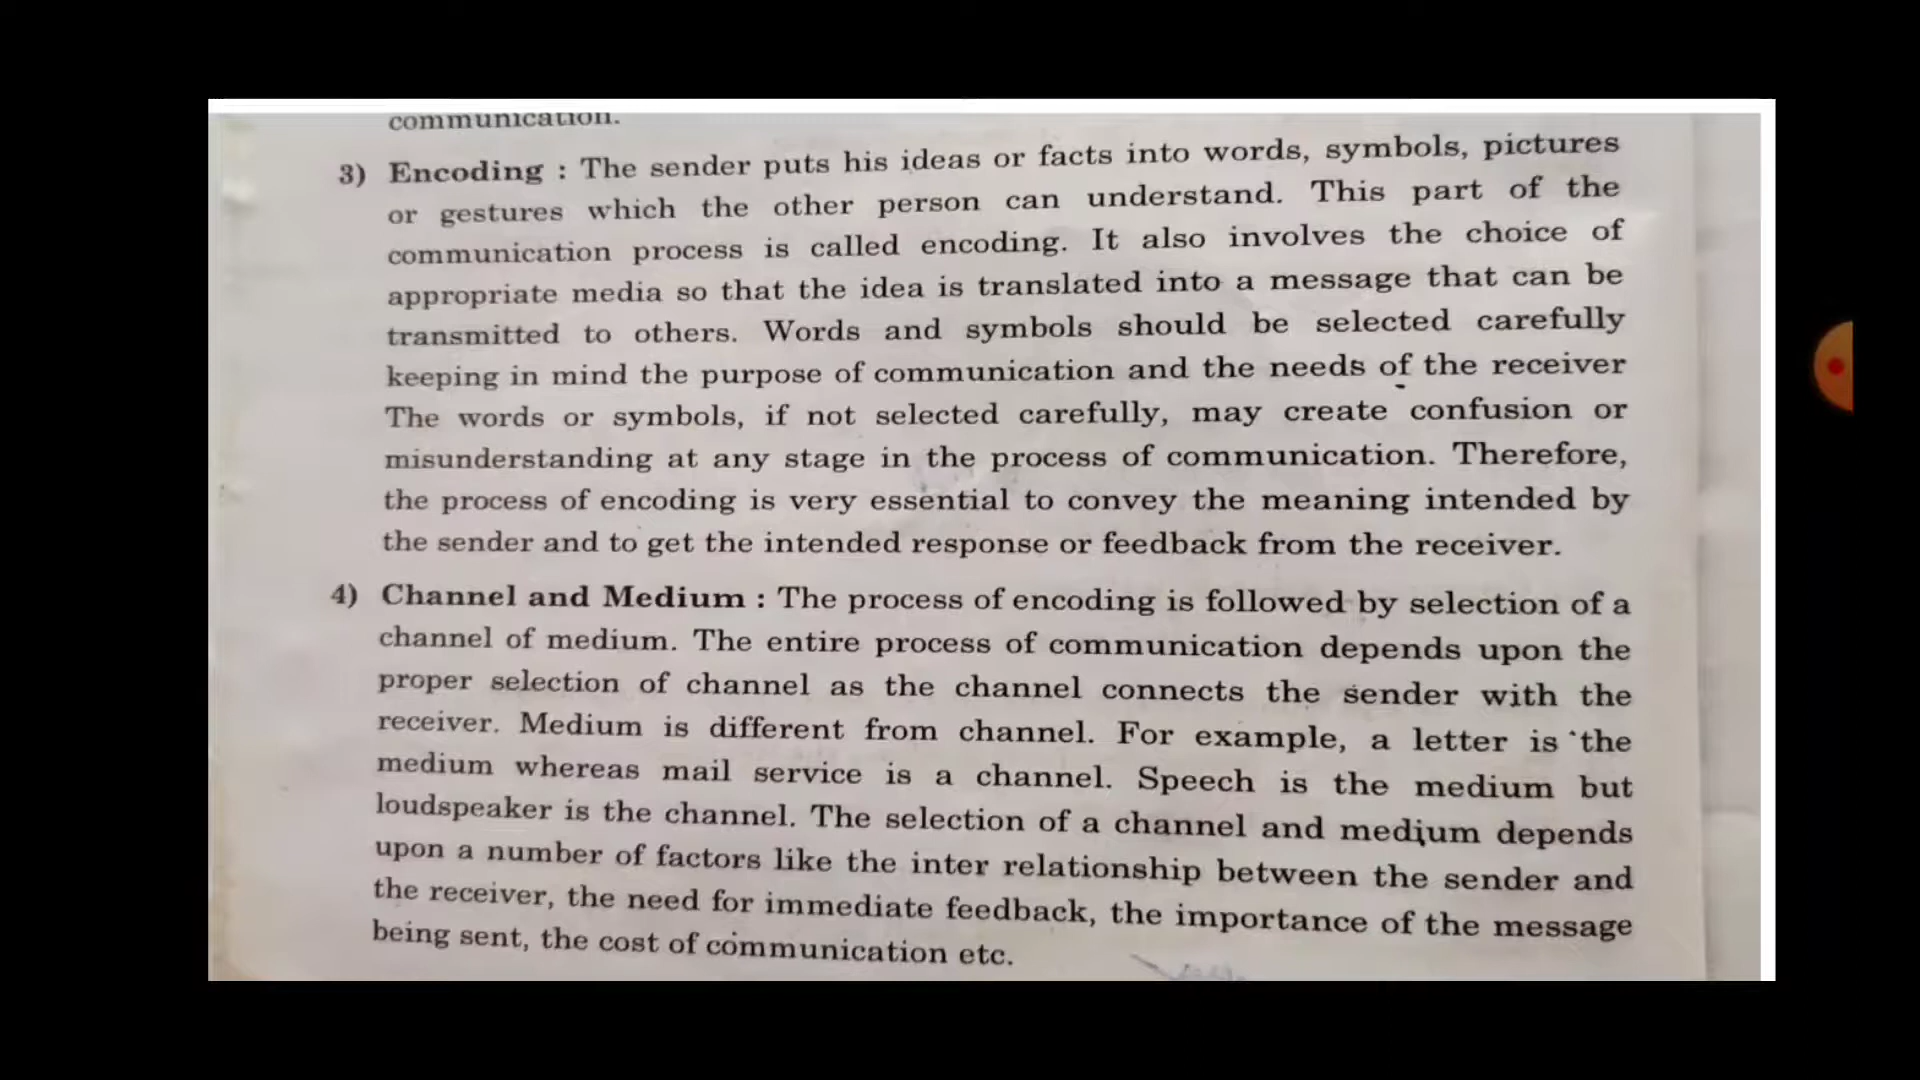 communication.
3) Encoding : The sender puts his ideas or facts into words, symbols, pictures
or gestures which the other person can understand. This part of the
communication process is called encoding. It also involves the choice of
appropriate media so that the idea is translated into a message that can be
transmitted to others. Words and symbols should be selected carefully
keeping in mind the purpose of communication and the needs of the receiver
The words or symbols, if not selected carefully, may create confusion or
misunderstanding at any stage in the process of communication. Therefore,
the process of encoding is very essential to convey the meaning intended by
the sender and to get the intended response or feedback from the receiver.
4) Channel and Medium : The process of encoding is followed by selection of a
channel of medium. The entire process of communication depends upon the
proper selection of channel as the channel connects the sender with the
receiver. Medium is different from channel. For example, a letter is the
medium whereas mail service is a channel. Speech is the medium but
loudspeaker is the channel. The selection of a channel and medium depends
upon a number of factors like the inter relationship between the sender and
the receiver, the need for immediate feedback, the importance of the message
being sent, the cost of communication etc.